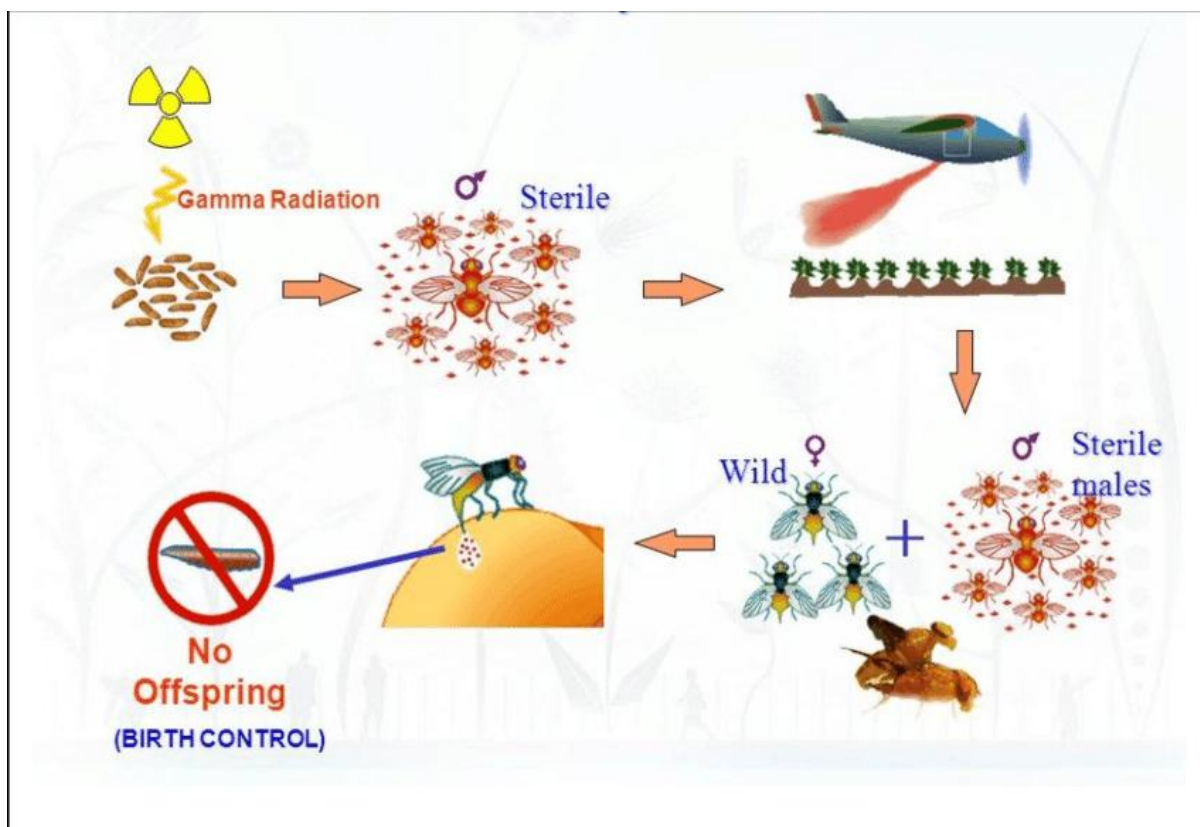 Gamma Radiation
♂ Sterile
Wild ♀
♂ Sterile
males
No
Offspring
(BIRTH CONTROL)